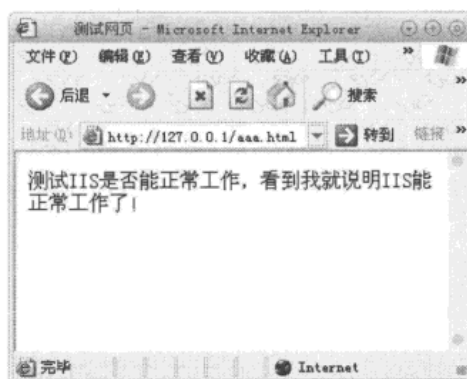 测试网页 - Microsoft Internet Explorer
文件(F) 编辑(E) 查看(V) 收藏(A) 工具(T) »
后退 搜索 »
地址(D) http://127.0.0.1/aaa.html 转到 链接 »
测试IIS是否能正常工作，看到我就说明IIS能
正常工作了!
完毕 Internet